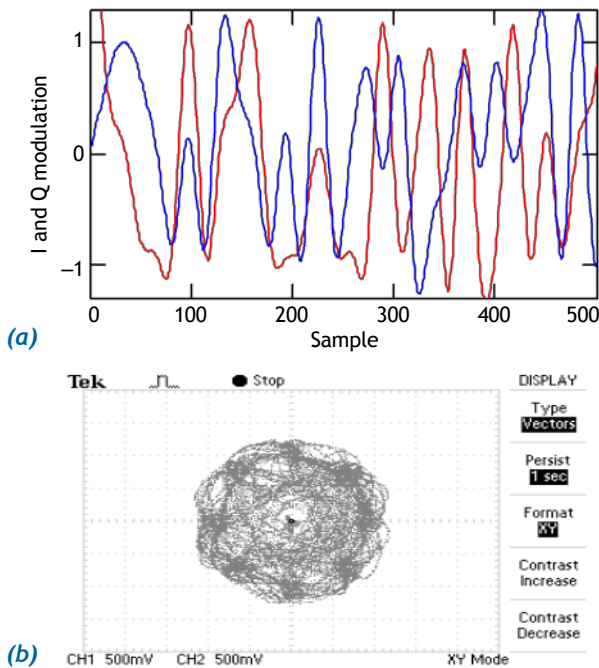 1
0
−1
I and Q modulation
0
100
200
300
400
500
Sample
(a)
Tek
Stop
DISPLAY
Type
Vectors
Persist
1 sec
Format
XY
Contrast
Increase
Contrast
Decrease
CH1 500mV CH2 500mV XY Mode
(b)